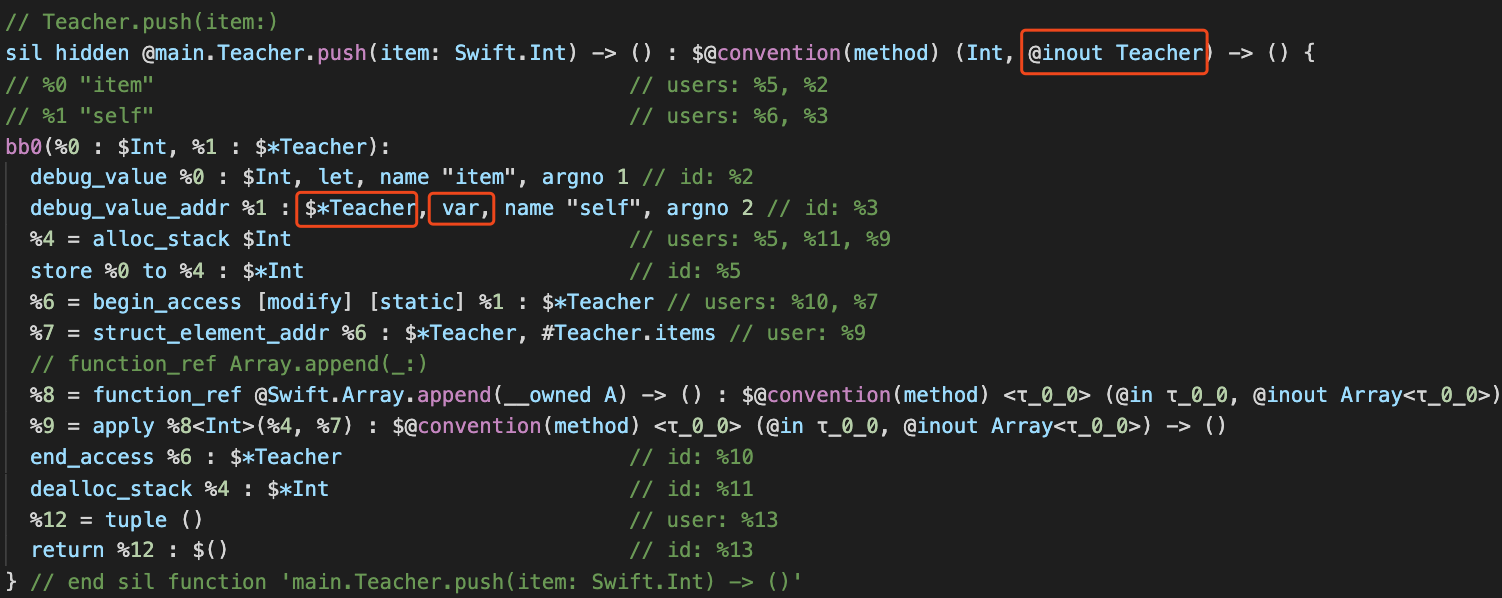 // Teacher.push(item:)
sil hidden @main.Teacher.push(item: Swift.Int) -> () : $@convention(method) (Int, @inout Teacher) -> () {
// %0 "item"                                      // users: %5, %2
// %1 "self"                                      // users: %6, %3
bb0(%0 : $Int, %1 : $*Teacher):
  debug_value %0 : $Int, let, name "item", argno 1 // id: %2
  debug_value_addr %1 : $*Teacher, var, name "self", argno 2 // id: %3
  %4 = alloc_stack $Int                           // users: %5, %11, %9
  store %0 to %4 : $*Int                          // id: %5
  %6 = begin_access [modify] [static] %1 : $*Teacher // users: %10, %7
  %7 = struct_element_addr %6 : $*Teacher, #Teacher.items // user: %9
  // function_ref Array.append(_:)
  %8 = function_ref @Swift.Array.append(__owned A) -> () : $@convention(method) <τ_0_0> (@in τ_0_0, @inout Array<τ_0_0>)
  %9 = apply %8<Int>(%4, %7) : $@convention(method) <τ_0_0> (@in τ_0_0, @inout Array<τ_0_0>) -> ()
  end_access %6 : $*Teacher                       // id: %10
  dealloc_stack %4 : $*Int                        // id: %11
  %12 = tuple ()                                  // user: %13
  return %12 : $()                                // id: %13
} // end sil function 'main.Teacher.push(item: Swift.Int) -> ()'